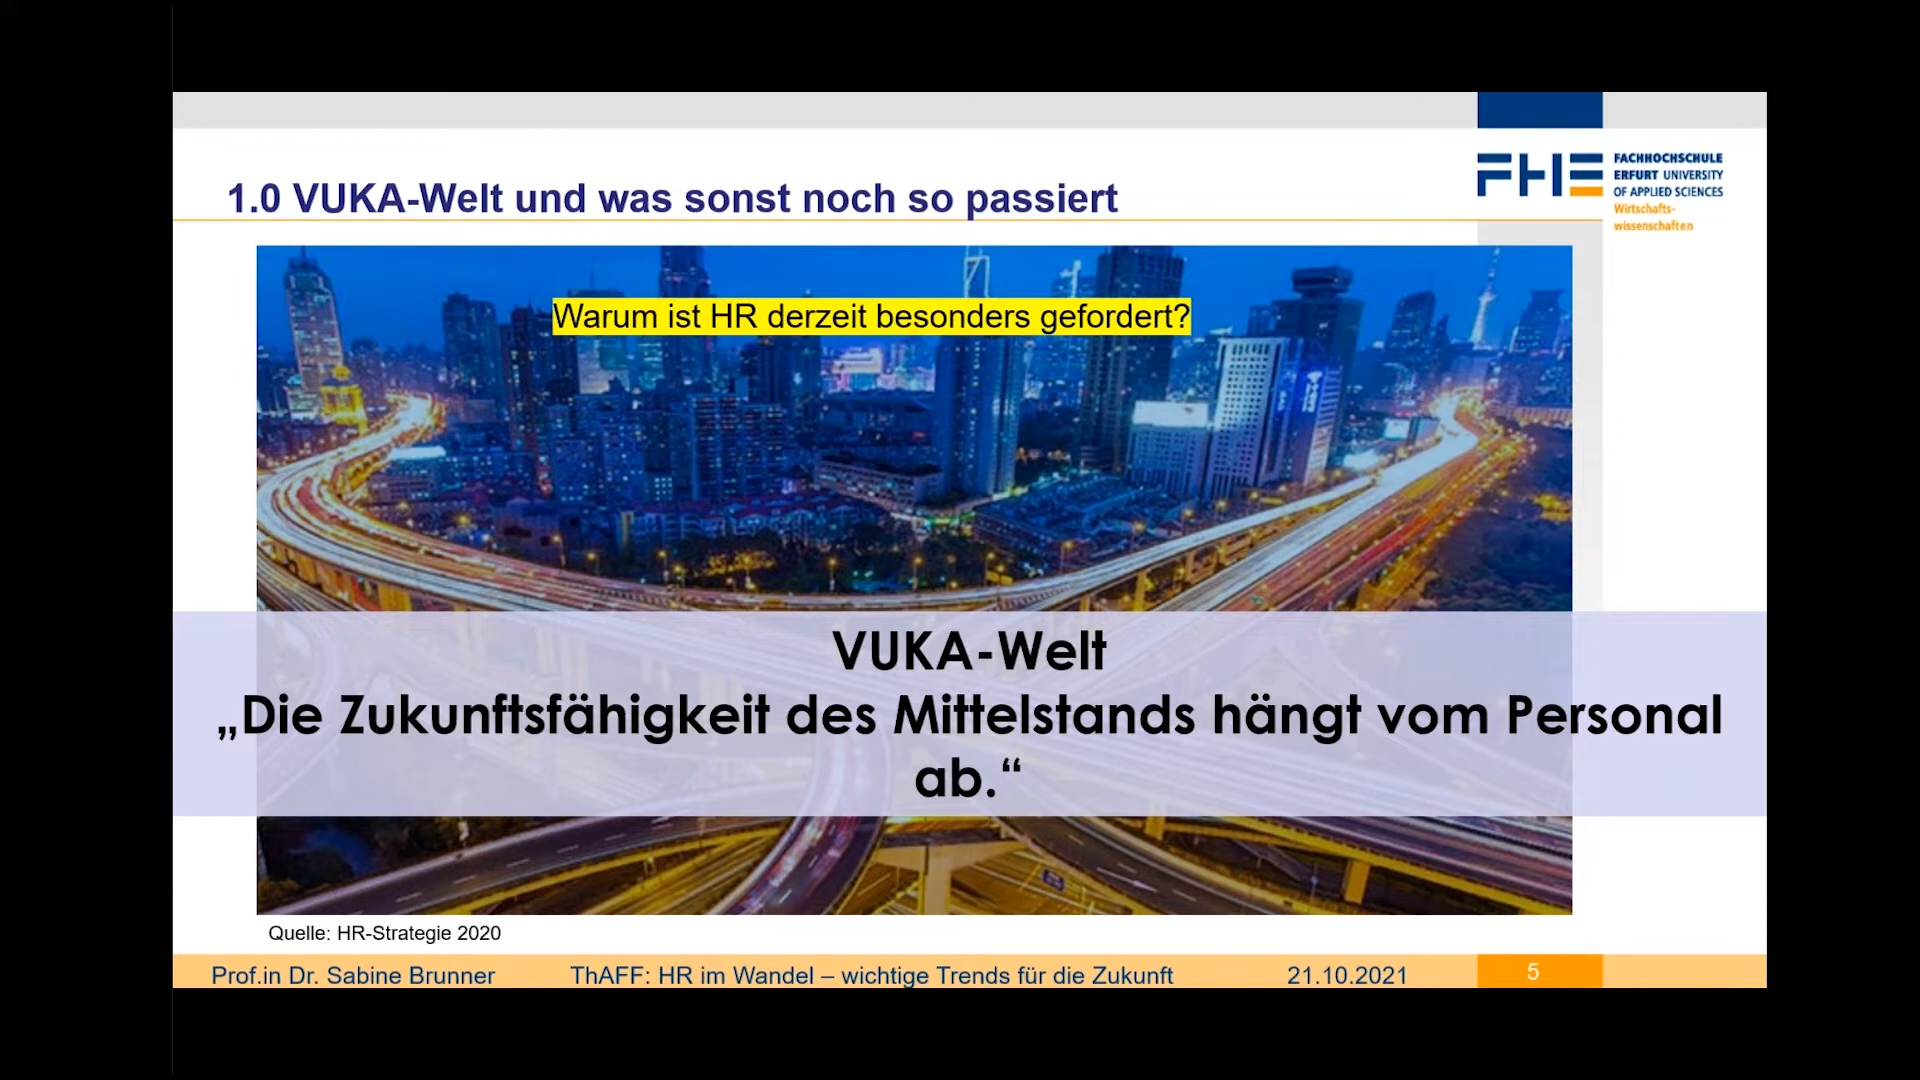 FACHHOCHSCHULE
ERFURT UNIVERSITY
OF APPLIED SCIENCES
Wirtschafts-
wissenschaften
FHE
1.0 VUKA-Welt und was sonst noch so passiert
Warum ist HR derzeit besonders gefordert?
VUKA-Welt
„Die Zukunftsfähigkeit des Mittelstands hängt vom Personal
ab.“
Quelle: HR-Strategie 2020
Prof.in Dr. Sabine Brunner
ThAFF: HR im Wandel – wichtige Trends für die Zukunft
21.10.2021
5